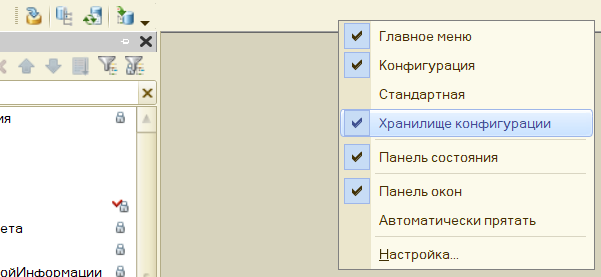 Главное меню
Конфигурация
Стандартная
Хранилище конфигурации
ия
Панель состояния
Панель окон
ета
Автоматически прятать
Настройка...
ойИнформации